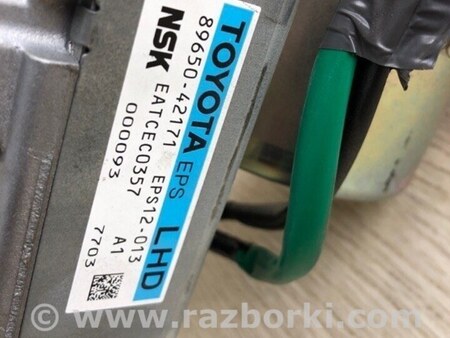 TOYOTA EPS LHD
89650-42171 EPS12-013
NSK EATCEC0357 A1
000093 7703
© www.razborki.com